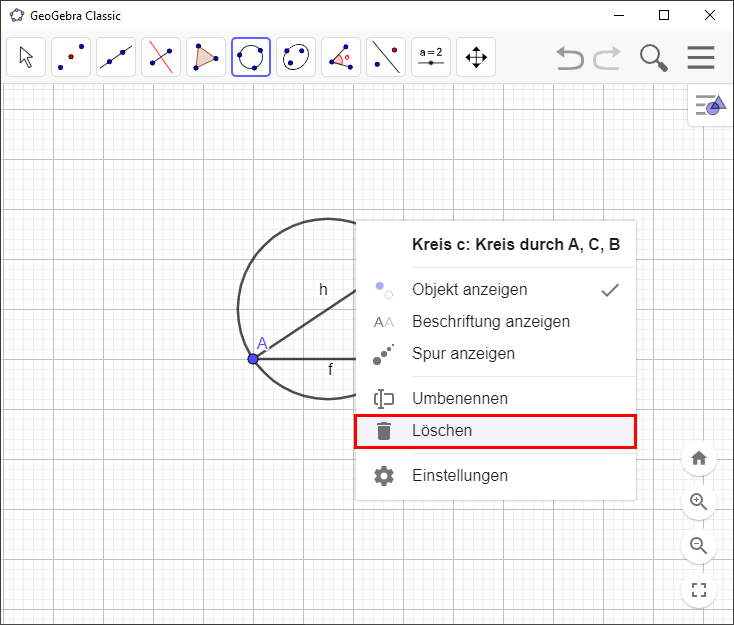 GeoGebra Classic
α
a=2
Kreis c: Kreis durch A, C, B
h
Objekt anzeigen
AA Beschriftung anzeigen
A
Spur anzeigen
f
Umbenennen
Löschen
Einstellungen